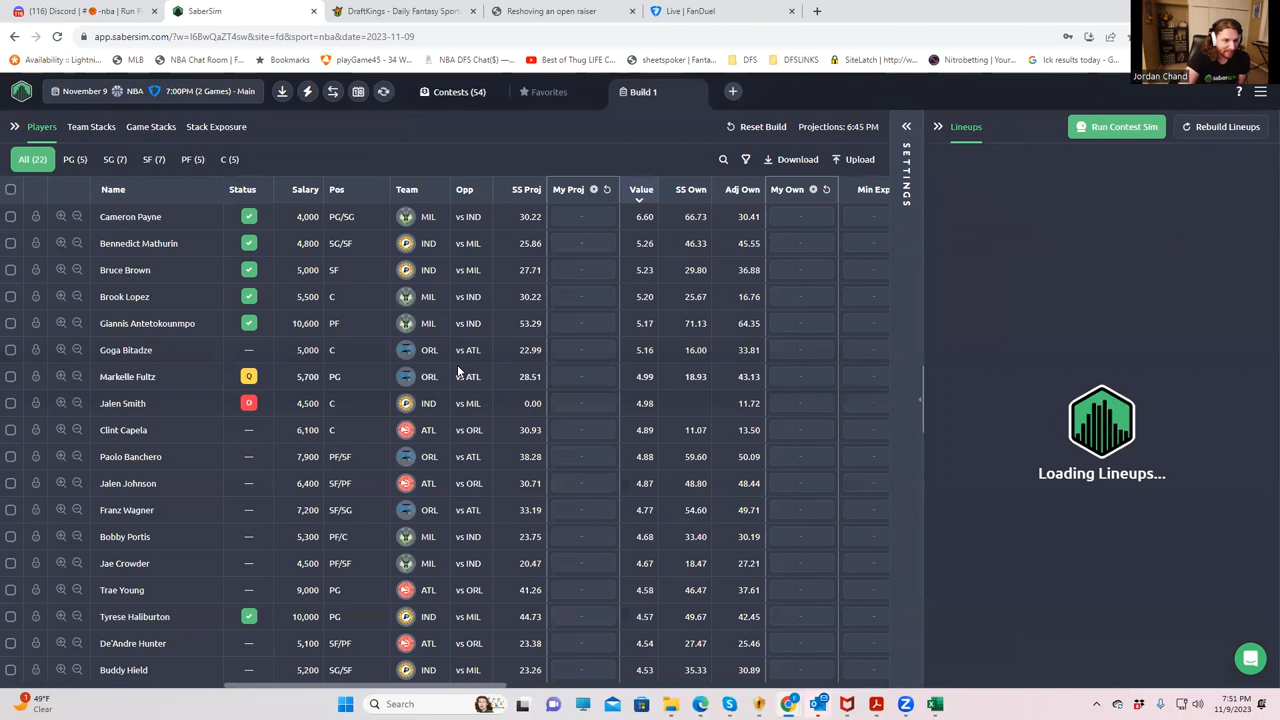 (116) Discord | # 🏀-nba | Run P
SaberSim
DraftKings - Daily Fantasy Sport
Reshoving an open raiser
Live | FanDuel
app.sabersim.com/?w=I6BwQaZT4sw&site=fd&sport=nba&date=2023-11-09
Awesemo :: Lightni...
MLB
NBA Chat Room | F...
playGame45 - 34 W...
NBA DVP
Best of Thug LIFE C...
sheetspoker | Game...
DFS
DFSLINKS
SiteLatch | http://w...
Nitrobetting | Your...
Ick results today - G...
Jordan Chand
November 9
NBA
7:00PM (2 Games) - Main
Contests (54)
Favorites
Build 1
Players
Team Stacks
Game Stacks
Stack Exposure
Reset Build
Projections: 6:45 PM
Lineups
Run Contest Sim
Rebuild Lineups
All (22)
PG (5)
SG (7)
SF (7)
PF (5)
C (5)
Download
Upload
SETTINGS
Name Status Salary Pos Team Opp SS Proj My Proj Value SS Own Adj Own My Own Min Exp
Cameron Payne 4,000 PG/SG MIL vs IND 30.22 - 6.60 66.73 30.41 - -
Bennedict Mathurin 4,800 SG/SF IND vs MIL 25.86 - 5.26 46.33 45.55 - -
Bruce Brown 5,000 SF IND vs MIL 27.71 - 5.23 29.80 36.88 - -
Brook Lopez 5,500 C MIL vs IND 30.22 - 5.20 25.67 16.76 - -
Giannis Antetokounmpo 10,600 PF MIL vs IND 53.29 - 5.17 71.13 64.35 - -
Goga Bitadze — 5,000 C ORL vs ATL 22.99 - 5.16 16.00 33.81 - -
Markelle Fultz Q 5,700 PG ORL vs ATL 28.51 - 4.99 18.93 43.13 - -
Jalen Smith O 4,500 C IND vs MIL 0.00 - 4.98 11.72 - -
Clint Capela — 6,100 C ATL vs ORL 30.93 - 4.89 11.07 13.50 - -
Paolo Banchero — 7,900 PF/SF ORL vs ATL 38.28 - 4.88 59.60 50.09 - -
Jalen Johnson — 6,400 SF/PF ATL vs ORL 30.71 - 4.87 48.80 48.44 - -
Franz Wagner — 7,200 SF/SG ORL vs ATL 33.19 - 4.77 54.60 49.71 - -
Bobby Portis — 5,300 PF/C MIL vs IND 23.75 - 4.68 33.40 30.19 - -
Jae Crowder — 4,500 PF/SF MIL vs IND 20.47 - 4.67 18.47 27.21 - -
Trae Young — 9,000 PG ATL vs ORL 41.26 - 4.58 46.47 37.61 - -
Tyrese Haliburton 10,000 PG IND vs MIL 44.73 - 4.57 49.67 42.45 - -
De'Andre Hunter — 5,100 SF/PF ATL vs ORL 23.38 - 4.54 27.47 25.46 - -
Buddy Hield — 5,200 SG/SF IND vs MIL 23.26 - 4.53 35.33 30.89 - -
Loading Lineups...
49°F
Clear
Search
7:51 PM
11/9/2023